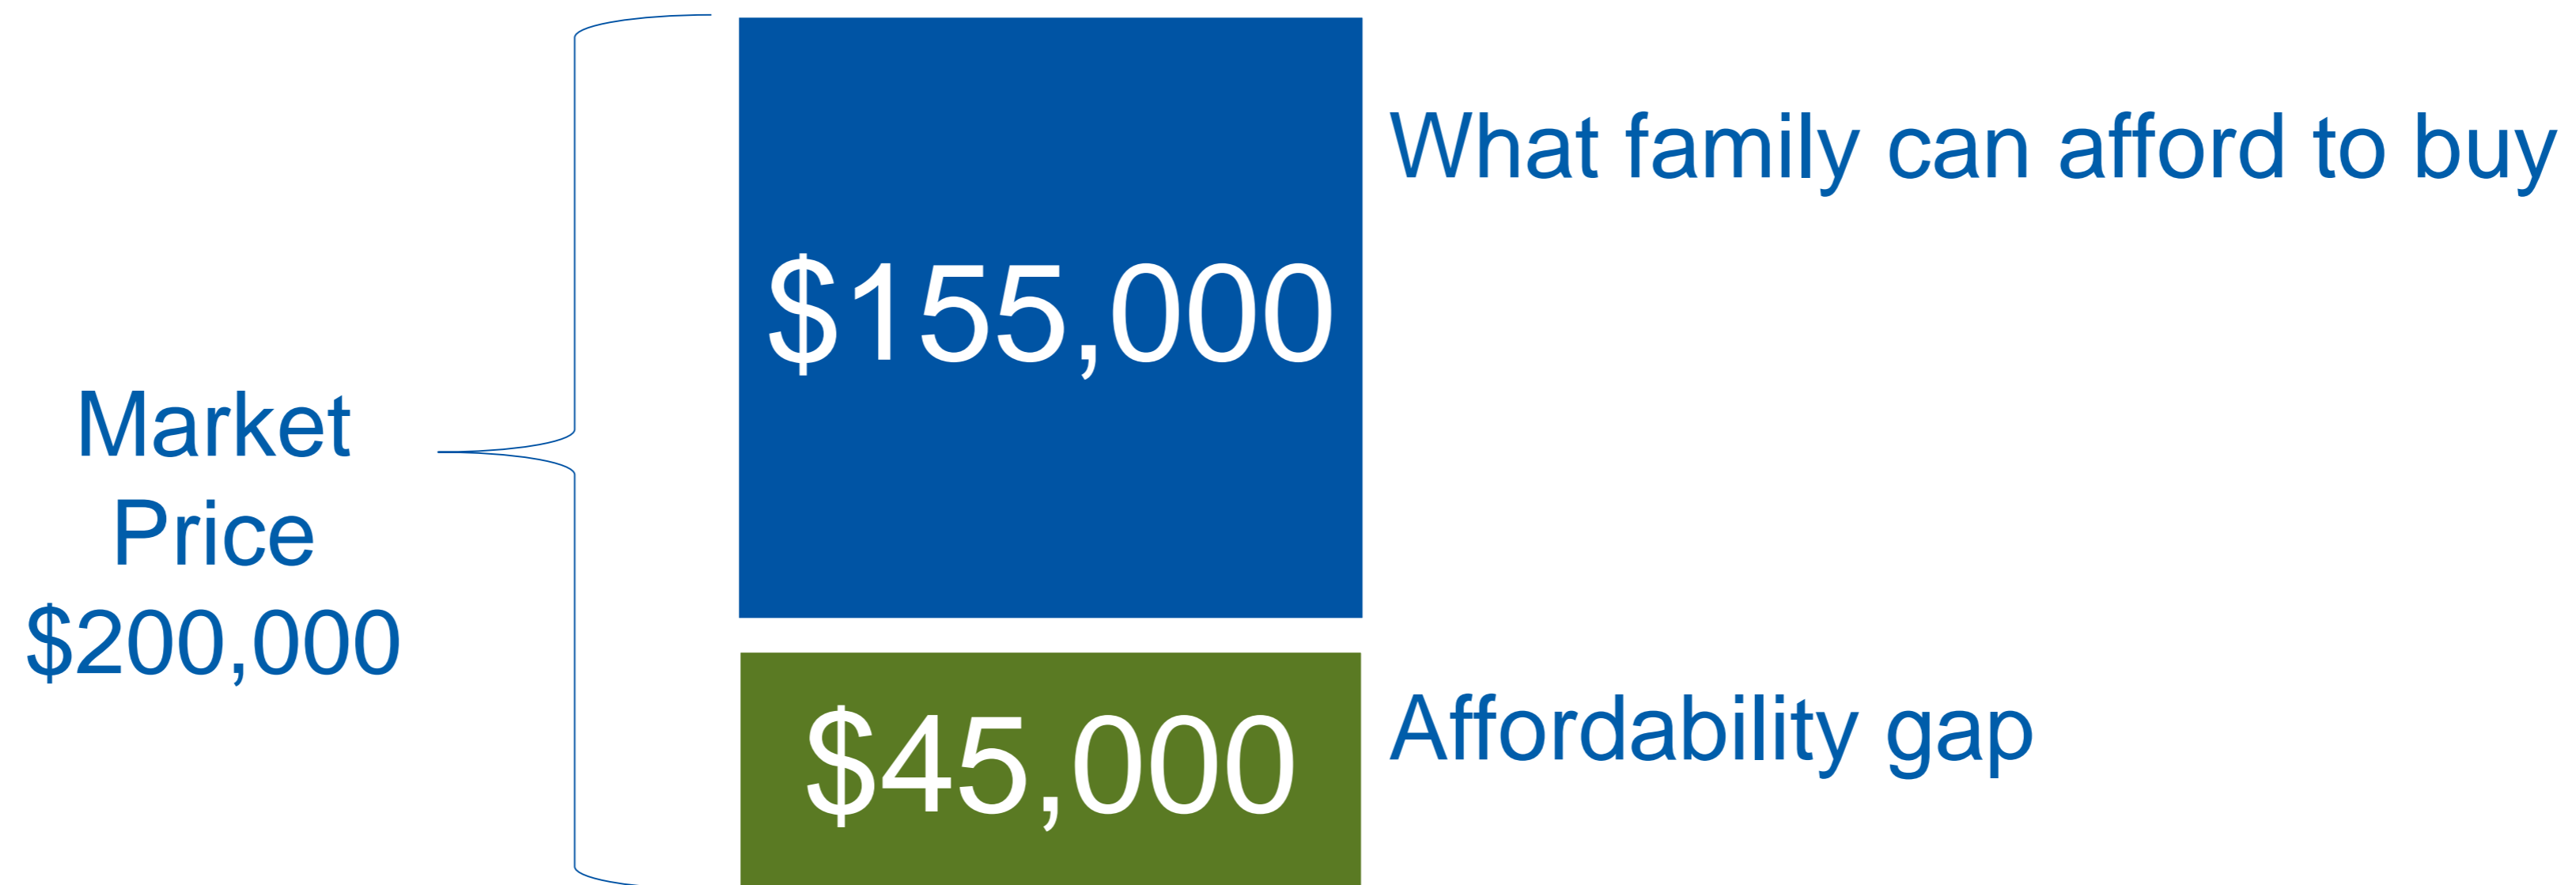 Market
Price
$200,000
$155,000
What family can afford to buy
$45,000
Affordability gap